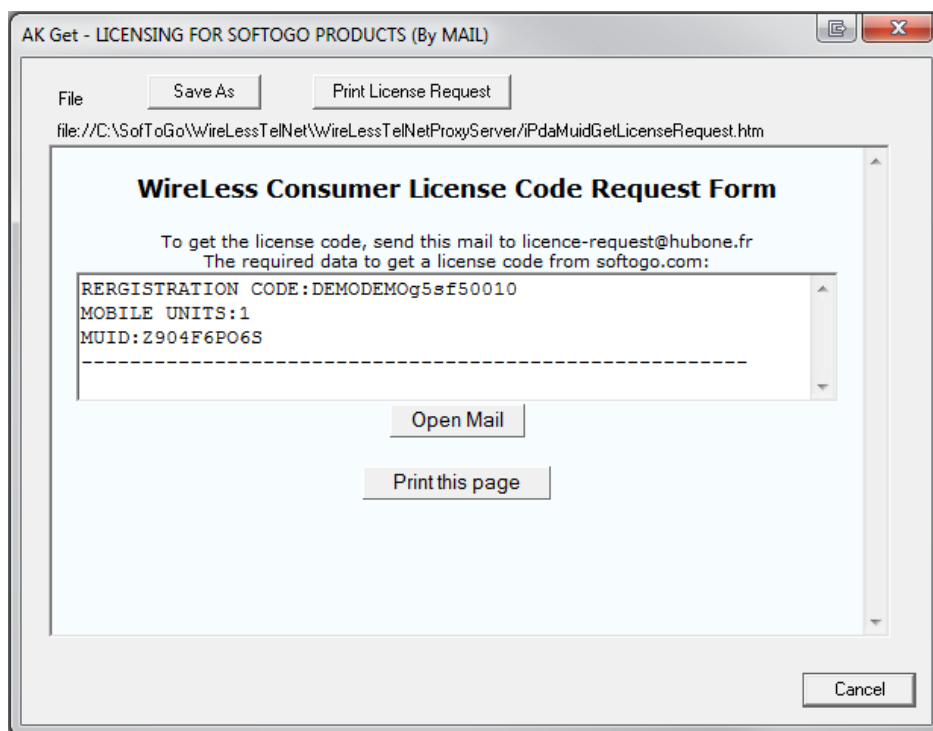 AK Get - LICENSING FOR SOFTOGO PRODUCTS (By MAIL)
File
Save As
Print License Request
file://C:\SofToGo\WireLessTelNet\WireLessTelNetProxyServer/iPdaMuidGetLicenseRequest.htm
WireLess Consumer License Code Request Form
To get the license code, send this mail to licence-request@hubone.fr
The required data to get a license code from softogo.com:
RERGISTRATION CODE:DEMODEMOg5sf50010
MOBILE UNITS:1
MUID:Z904F6PO6S
--------------------------------------------------------
Open Mail
Print this page
Cancel